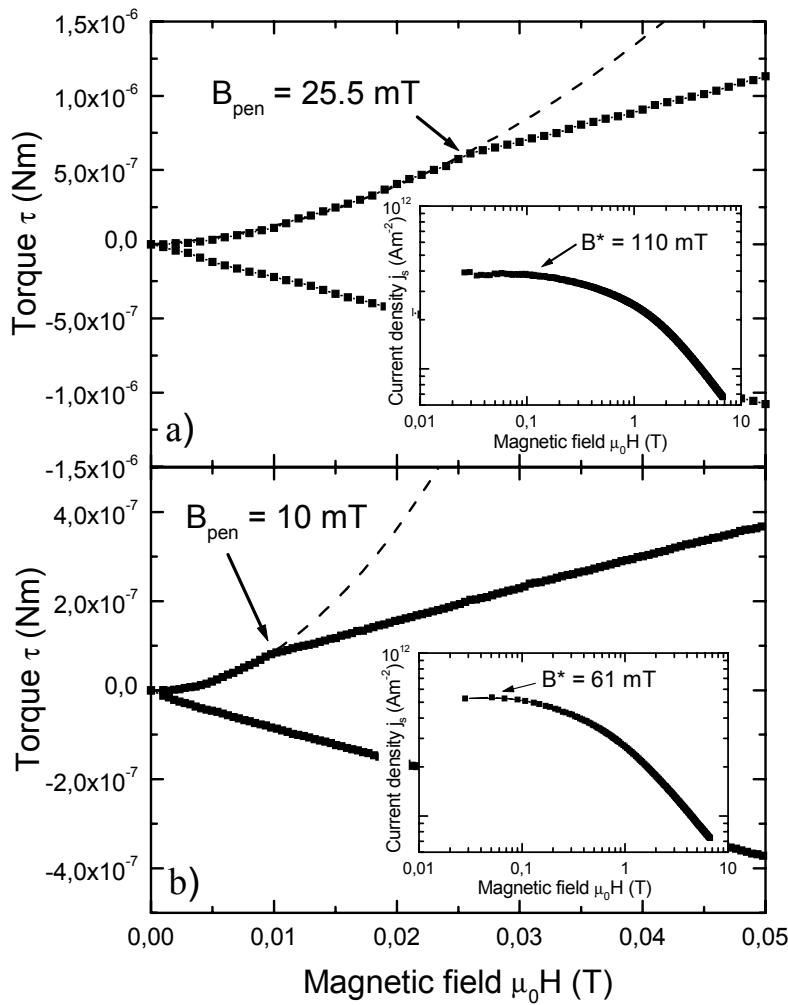 1,5x10⁻⁶
1,0x10⁻⁶
5,0x10⁻⁷
0,0
-5,0x10⁻⁷
-1,0x10⁻⁶
-1,5x10⁻⁶
Torque τ (Nm)
B_pen = 25.5 mT
a)
10¹²
Current density j_s (Am⁻²)
B* = 110 mT
0,01 0,1 1 10
Magnetic field μ₀H (T)
4,0x10⁻⁷
2,0x10⁻⁷
0,0
-2,0x10⁻⁷
-4,0x10⁻⁷
Torque τ (Nm)
B_pen = 10 mT
b)
10¹²
Current density j_s (Am⁻²)
B* = 61 mT
0,01 0,1 1 10
Magnetic field μ₀H (T)
0,00 0,01 0,02 0,03 0,04 0,05
Magnetic field μ₀H (T)